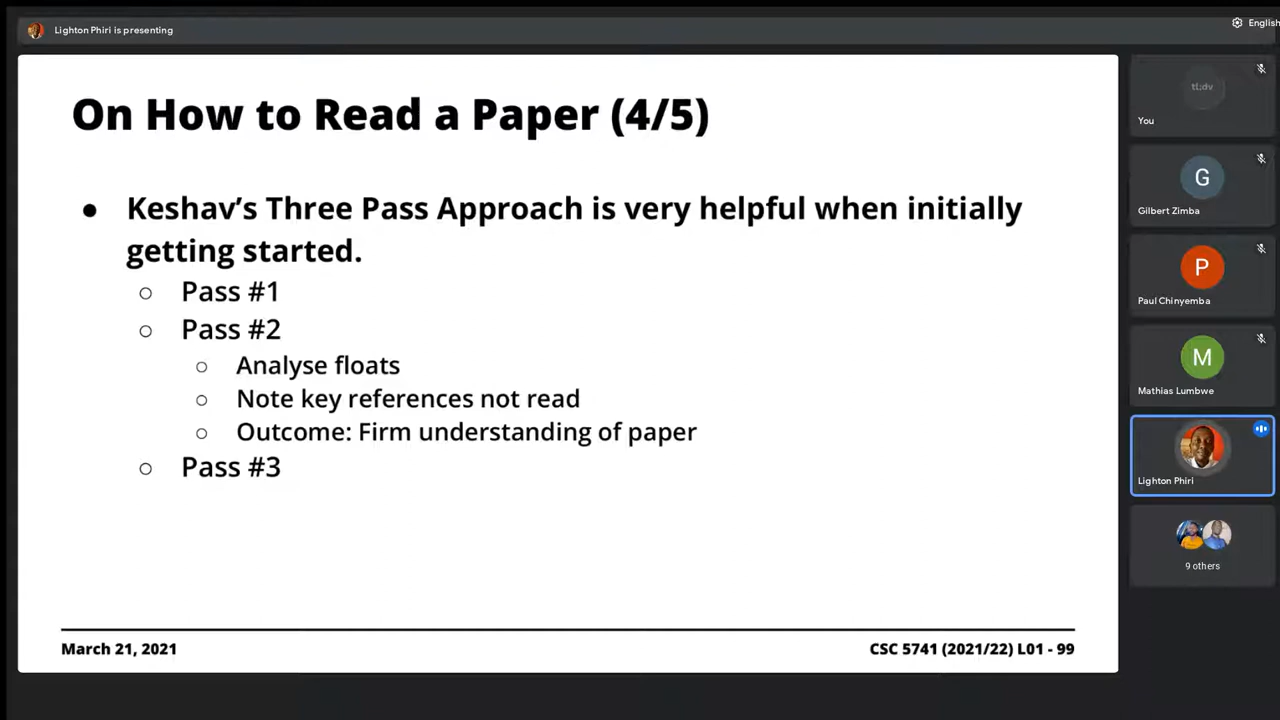 Lighton Phiri is presenting
English
On How to Read a Paper (4/5)
Keshav's Three Pass Approach is very helpful when initially
getting started.
Pass #1
Pass #2
Analyse floats
Note key references not read
Outcome: Firm understanding of paper
Pass #3
March 21, 2021
CSC 5741 (2021/22) L01 - 99
tl;dv
You
G
Gilbert Zimba
P
Paul Chinyemba
M
Mathias Lumbwe
Lighton Phiri
9 others